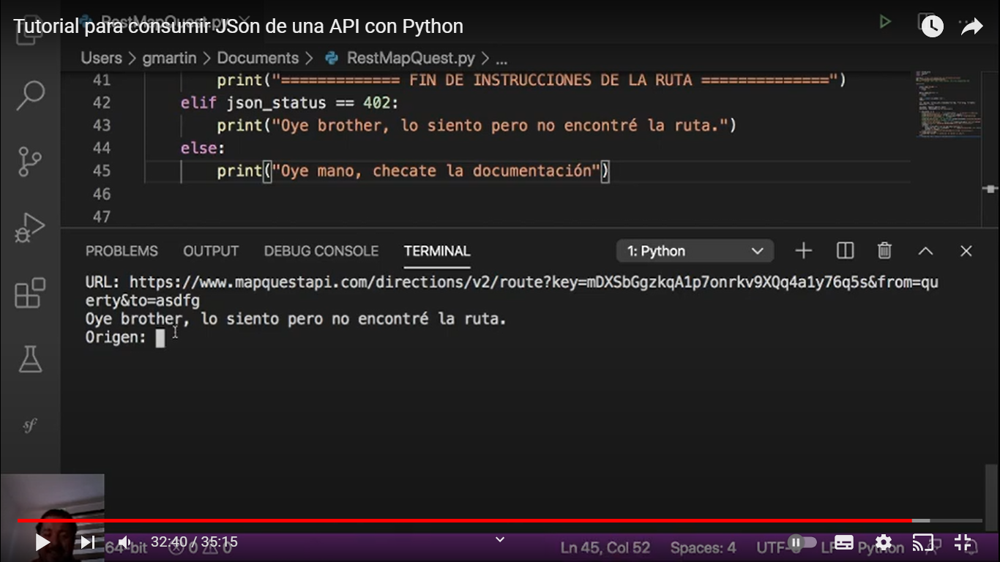 RestMapQuest.py
Tutorial para consumir JSon de una API con Python
Users > gmartin > Documents > RestMapQuest.py > ...
41 print("============= FIN DE INSTRUCCIONES DE LA RUTA ==============")
42 elif json_status == 402:
43 print("Oye brother, lo siento pero no encontré la ruta.")
44 else:
45 print("Oye mano, checate la documentación")
46
47
PROBLEMS OUTPUT DEBUG CONSOLE TERMINAL 1: Python
URL: https://www.mapquestapi.com/directions/v2/route?key=mDXSbGgzkqA1p7onrkv9XQq4a1y76q5s&from=qu
erty&to=asdfg
Oye brother, lo siento pero no encontré la ruta.
Origen:
sf
32:40 / 35:15
64-bit 0 0 Ln 45, Col 52 Spaces: 4 UTF-8 LF Python